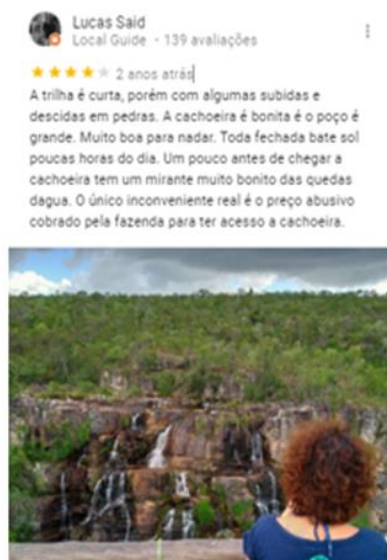 Lucas Said
Local Guide · 139 avaliações
2 anos atrás
A trilha é curta, porém com algumas subidas e
descidas em pedras. A cachoeira é bonita é o poço é
grande. Muito boa para nadar. Toda fechada bate sol
poucas horas do dia. Um pouco antes de chegar a
cachoeira tem um mirante muito bonito das quedas
dagua. O único inconveniente real é o preço abusivo
cobrado pela fazenda para ter acesso a cachoeira.